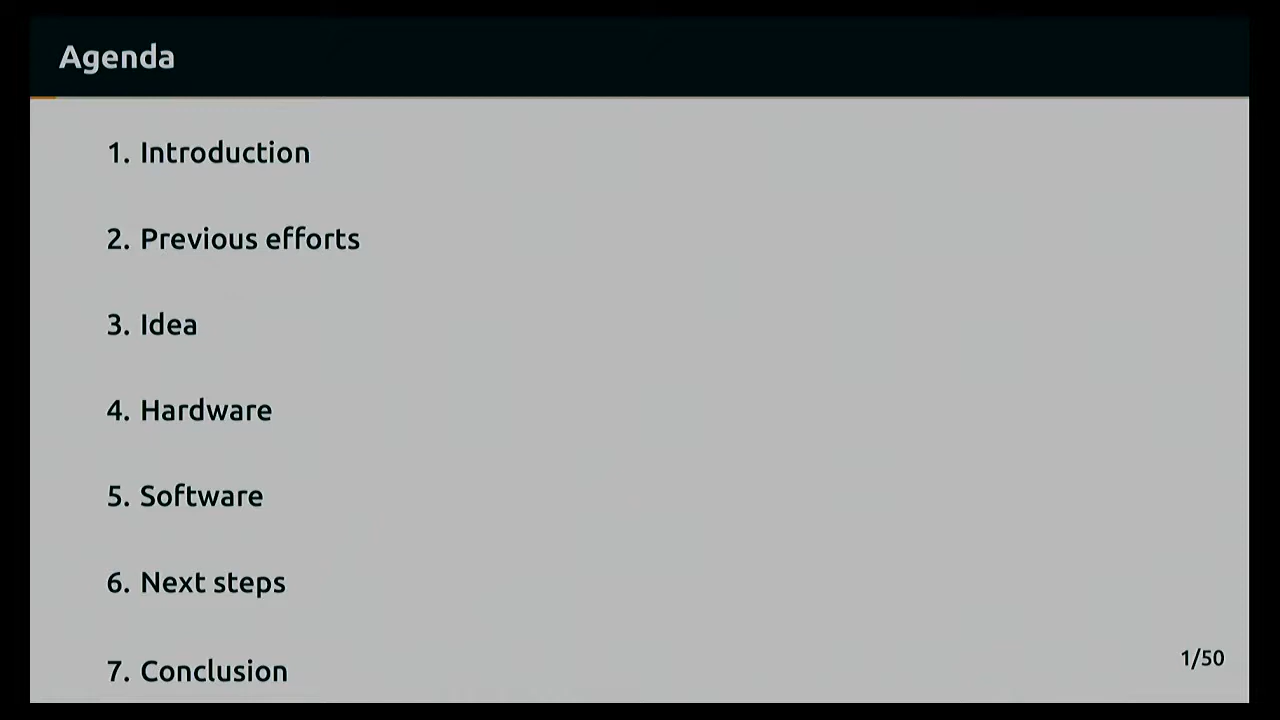 Agenda
1. Introduction
2. Previous efforts
3. Idea
4. Hardware
5. Software
6. Next steps
7. Conclusion
1/50